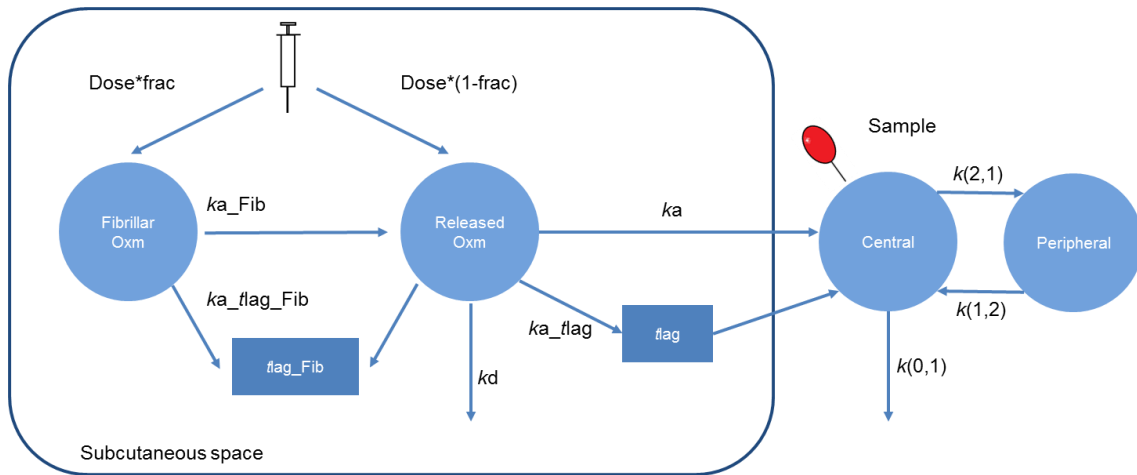 Dose*frac
Dose*(1-frac)
Sample
Fibrillar
Oxm
ka_Fib
Released
Oxm
ka
Central
k(2,1)
Peripheral
k(1,2)
ka_tlag_Fib
tlag_Fib
ka_tlag
tlag
kd
k(0,1)
Subcutaneous space